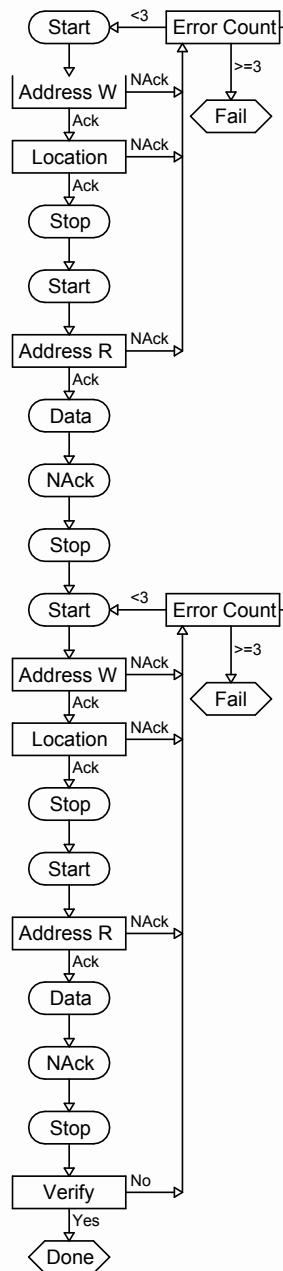 Start
<3
Error Count
>=3
Address W
NAck
Fail
Ack
Location
NAck
Ack
Stop
Start
Address R
NAck
Ack
Data
NAck
Stop
Start
<3
Error Count
>=3
Address W
NAck
Fail
Ack
Location
NAck
Ack
Stop
Start
Address R
NAck
Ack
Data
NAck
Stop
Verify
No
Yes
Done